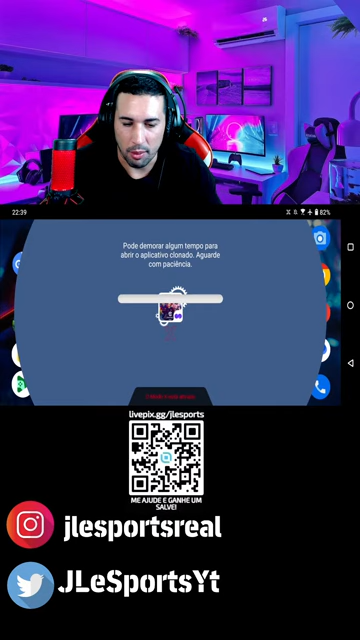 22:39
82%
Pode demorar algum tempo para
abrir o aplicativo clonado. Aguarde
com paciência.
livepix.gg/jlesports
ME AJUDE E GANHE UM
SALVE!
jlesportsreal
JLeSportsYt